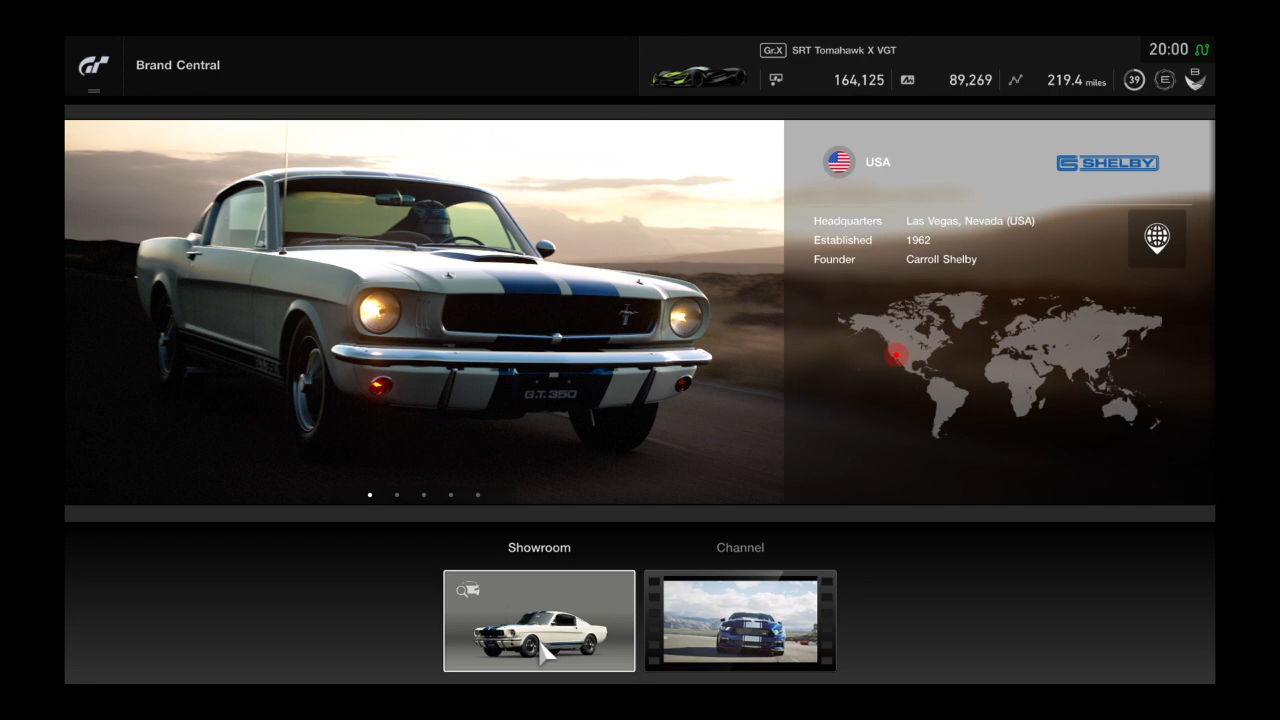 GT
Brand Central
Gr.X SRT Tomahawk X VGT
20:00
164,125
89,269
219.4 miles
39
E
B
USA
SHELBY
Headquarters Las Vegas, Nevada (USA)
Established 1962
Founder Carroll Shelby
G.T. 350
Showroom
Channel